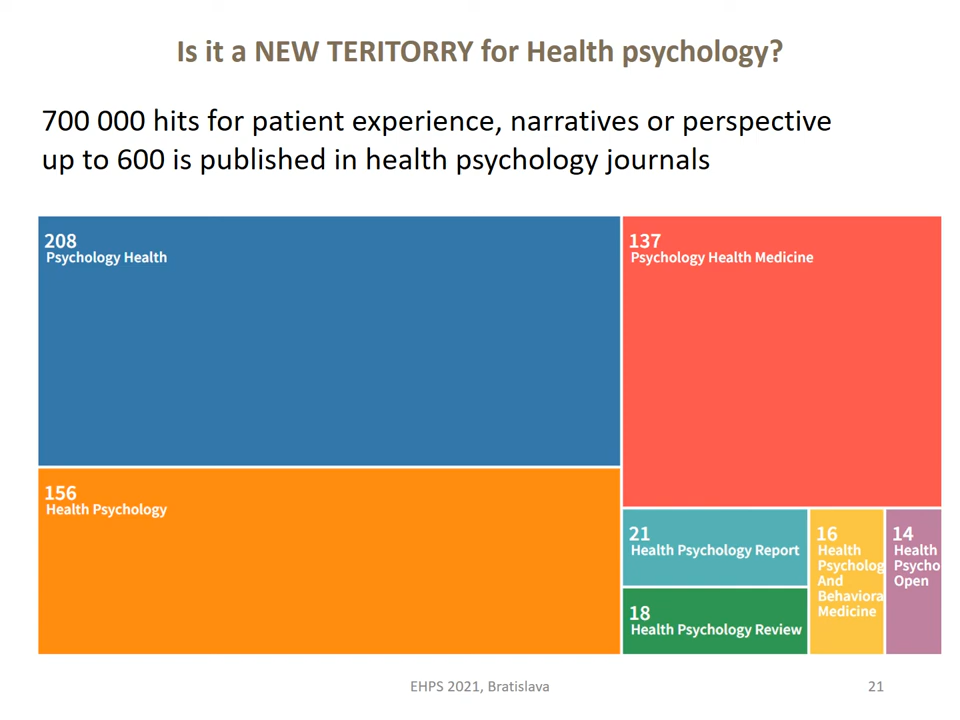 Is it a NEW TERITORRY for Health psychology?
700 000 hits for patient experience, narratives or perspective
up to 600 is published in health psychology journals
208
Psychology Health
137
Psychology Health Medicine
156
Health Psychology
21
Health Psychology Report
18
Health Psychology Review
16
Health
Psycholog
And
Behaviora
Medicine
14
Health
Psycho
Open
EHPS 2021, Bratislava
21